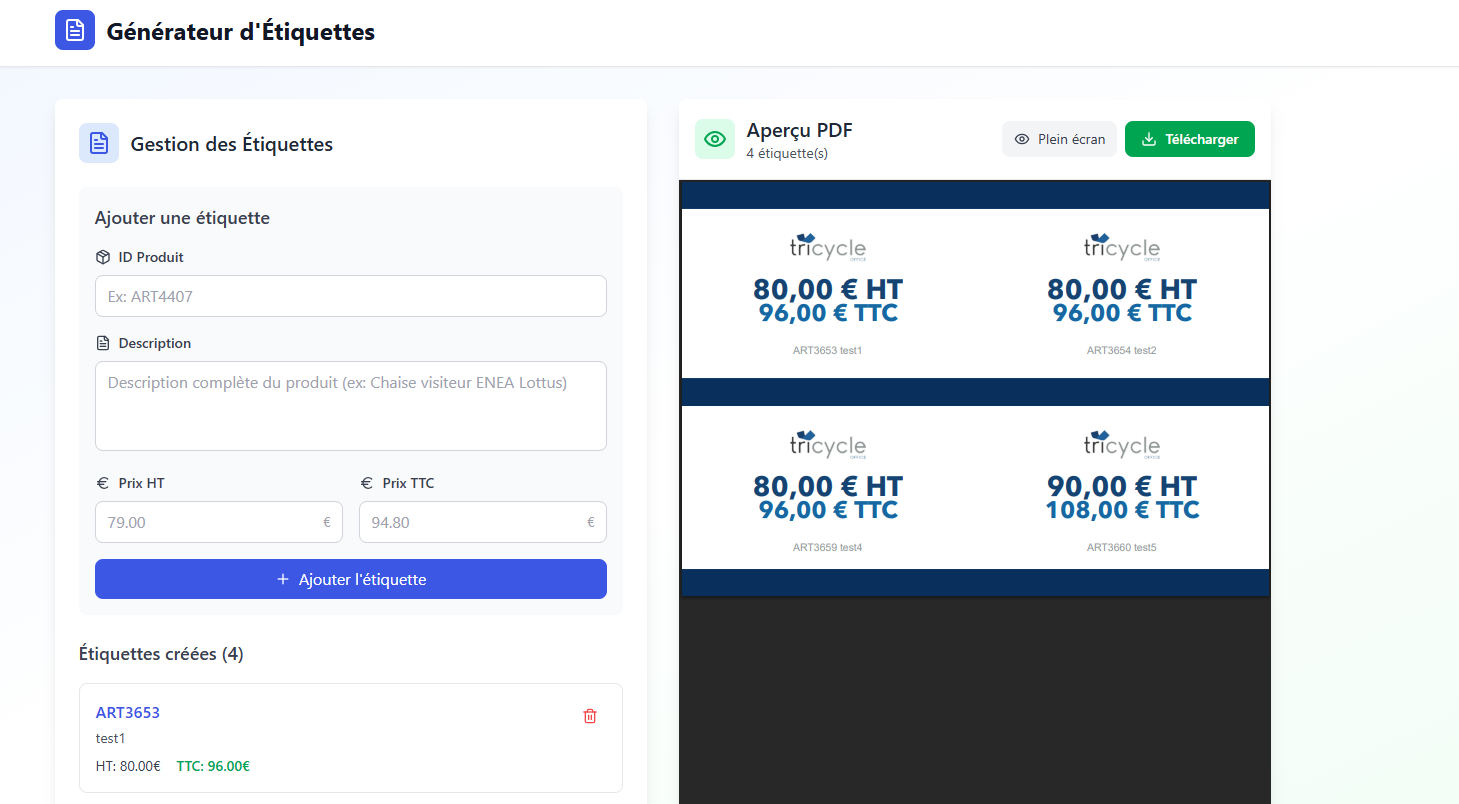 Générateur d'Étiquettes
Gestion des Étiquettes
Ajouter une étiquette
ID Produit
Ex: ART4407
Description
Description complète du produit (ex: Chaise visiteur ENEA Lottus)
Prix HT
Prix TTC
79.00 €
94.80 €
+ Ajouter l'étiquette
Étiquettes créées (4)
ART3653
test1
HT: 80.00€ TTC: 96.00€
Aperçu PDF
4 étiquette(s)
Plein écran
Télécharger
tricycle
OFFICE
80,00 € HT
96,00 € TTC
ART3653 test1
tricycle
OFFICE
80,00 € HT
96,00 € TTC
ART3654 test2
tricycle
OFFICE
80,00 € HT
96,00 € TTC
ART3659 test4
tricycle
OFFICE
90,00 € HT
108,00 € TTC
ART3660 test5